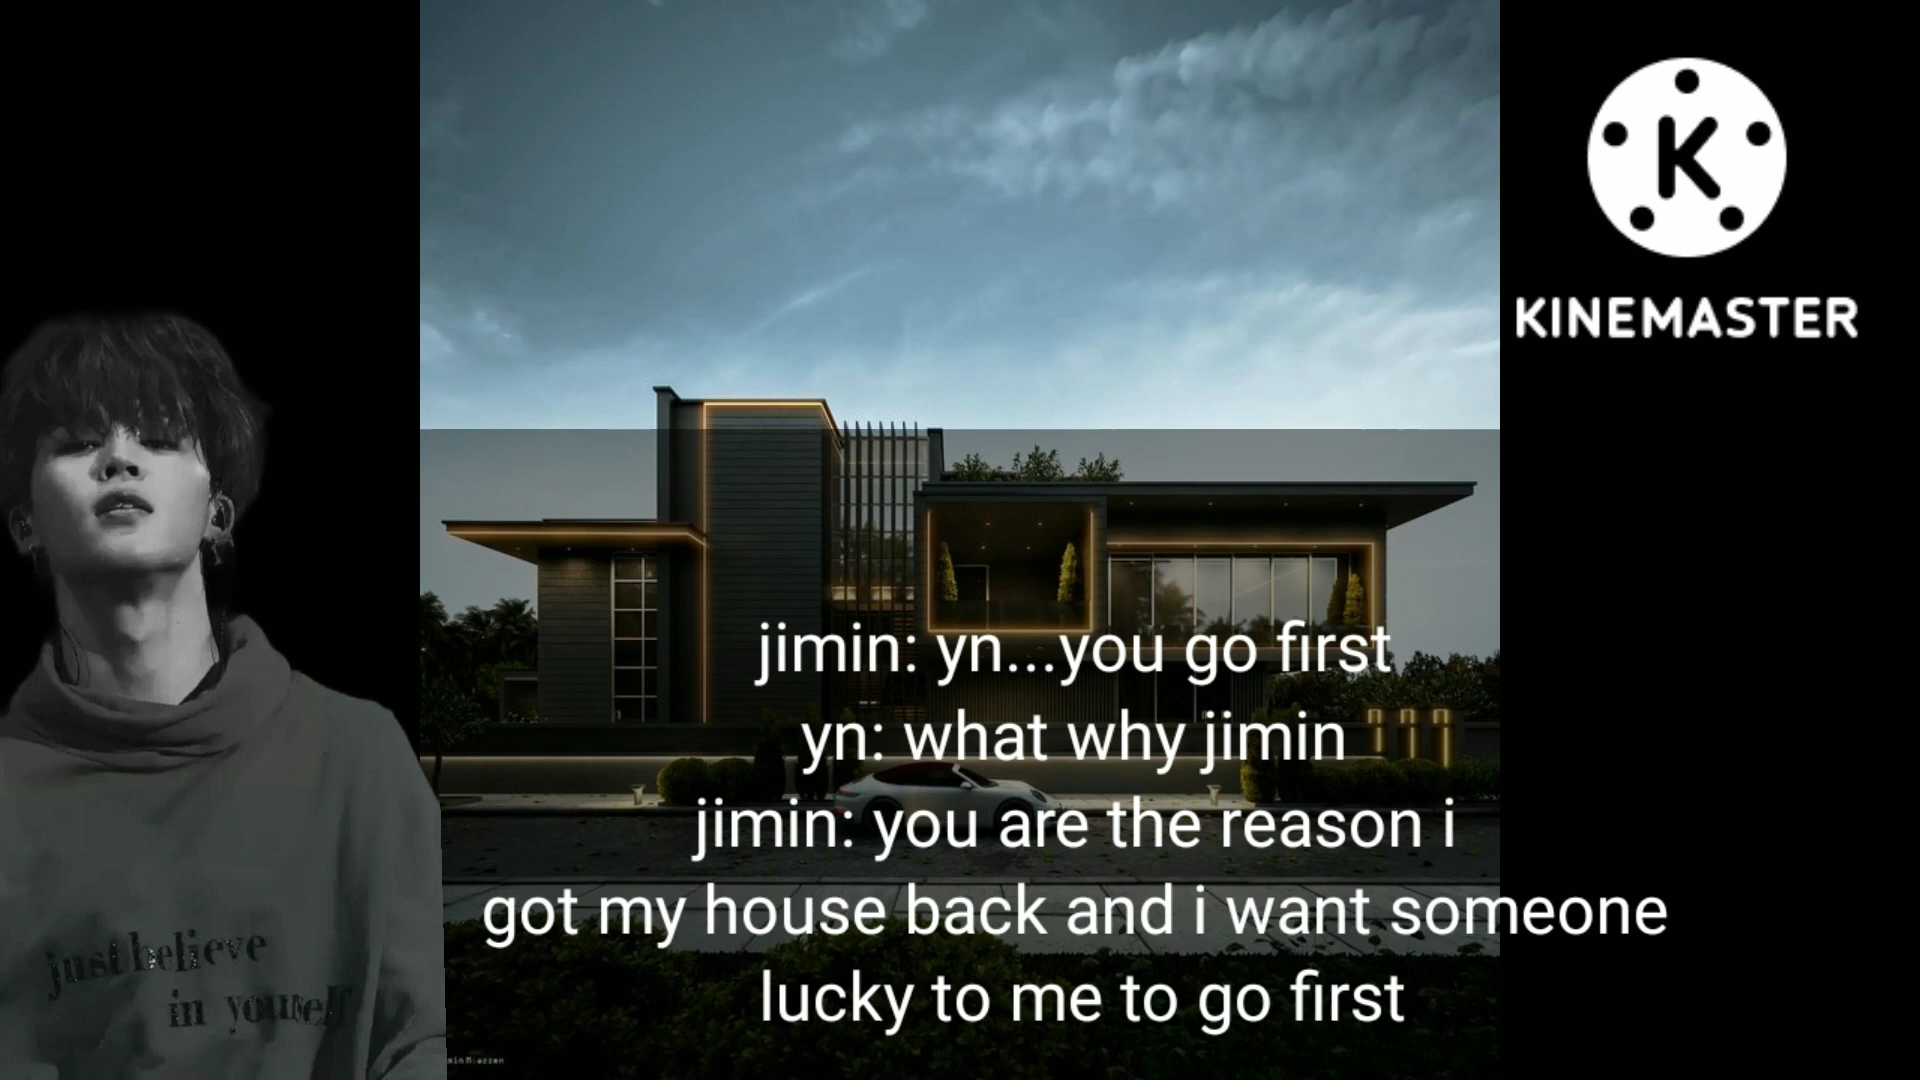 K
KINEMASTER
jimin: yn...you go first
yn: what why jimin
jimin: you are the reason i
got my house back and i want someone
lucky to me to go first
just believe
in yourself